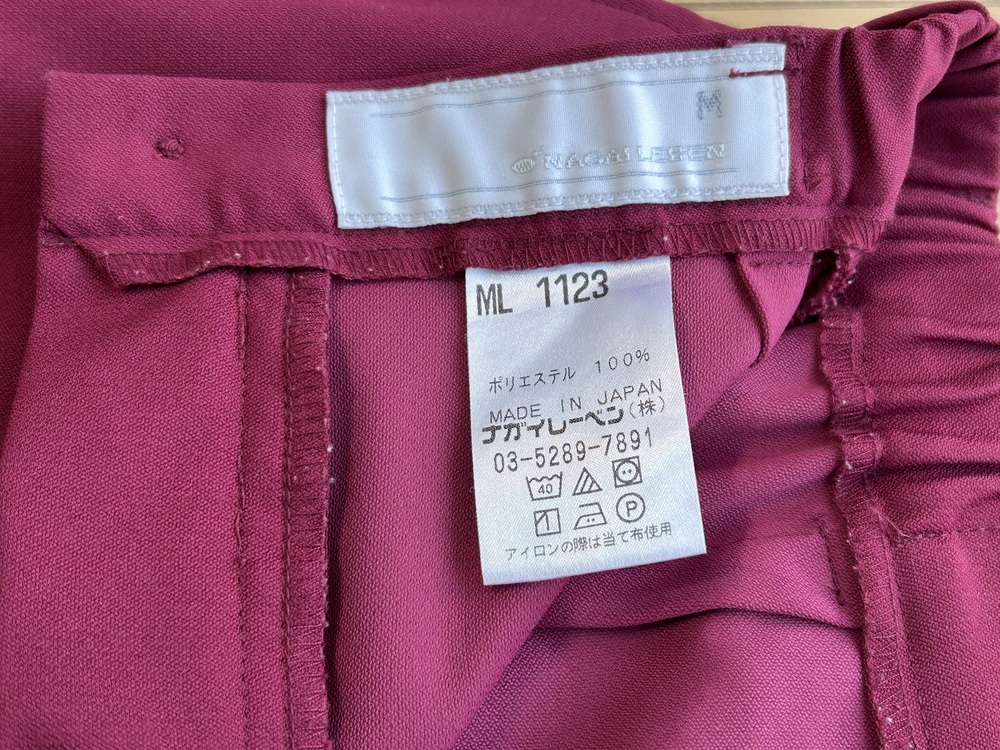 M
NAGAILEBEN
ML 1123
ポリエステル 100%
MADE IN JAPAN
ナガイレーベン(株)
03-5289-7891
40
P
アイロンの際は当て布使用